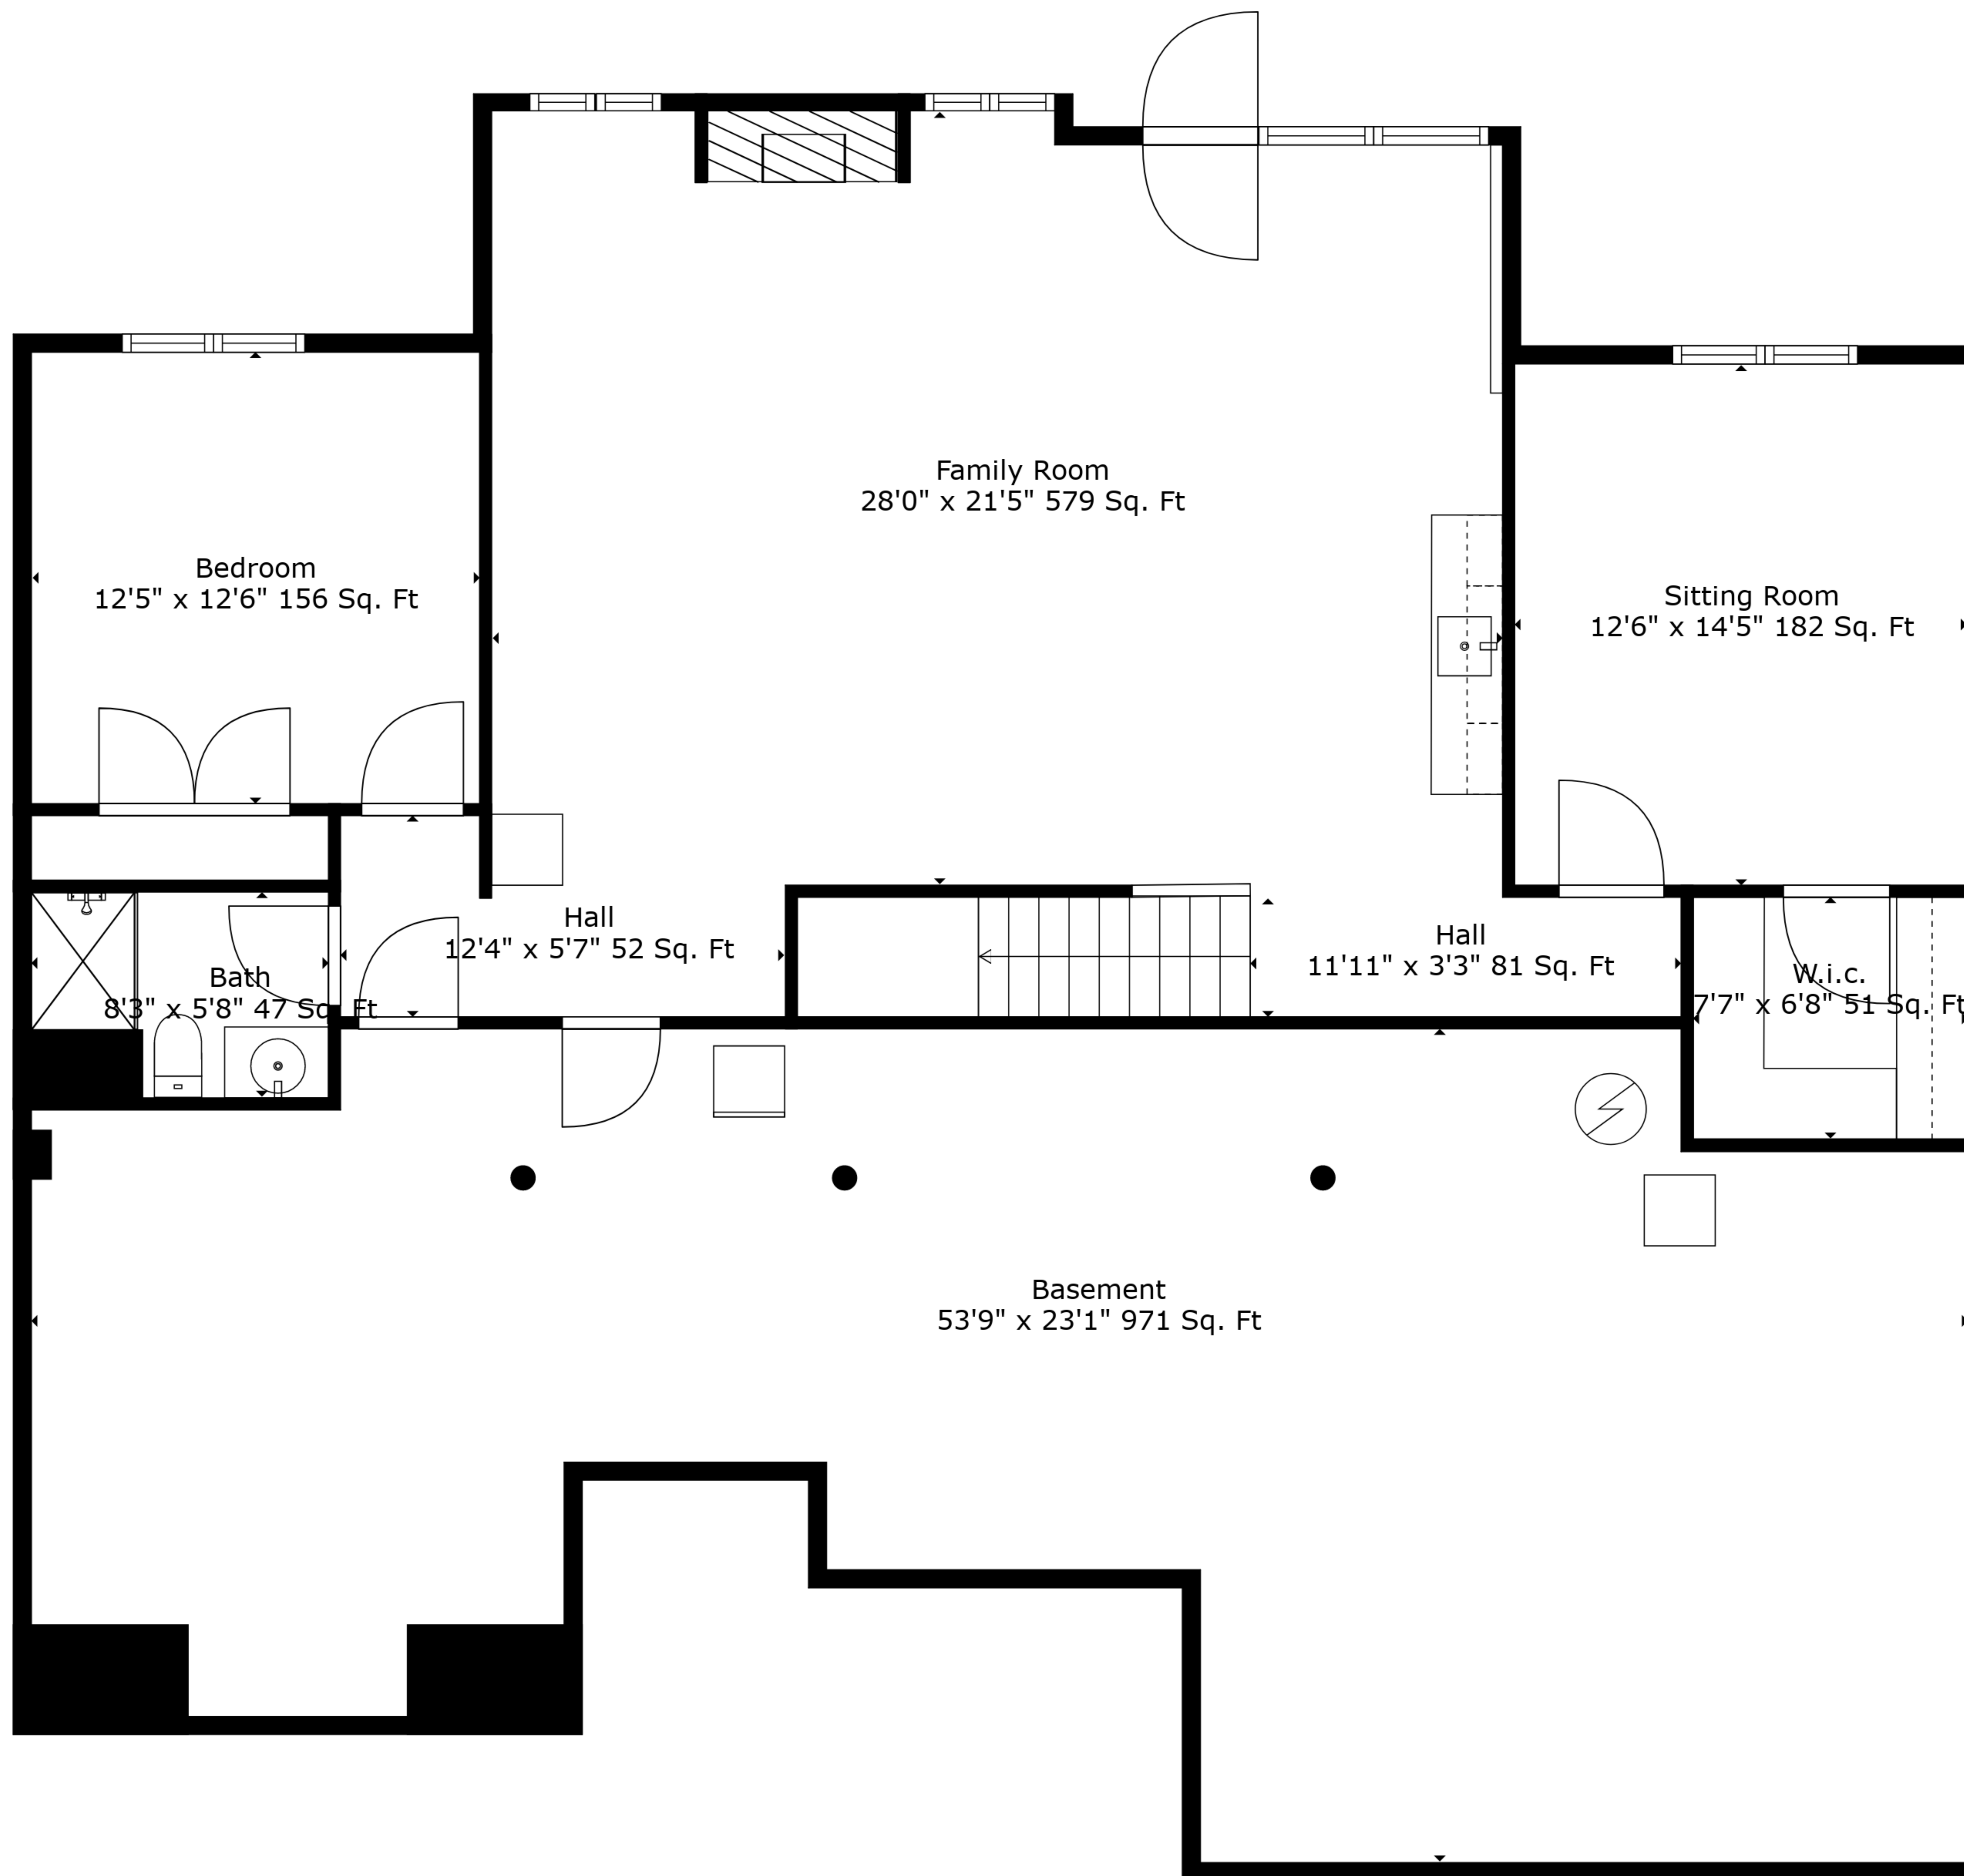 Family Room
28'0" x 21'5" 579 Sq. Ft
Bedroom
12'5" x 12'6" 156 Sq. Ft
Sitting Room
12'6" x 14'5" 182 Sq. Ft
Hall
12'4" x 5'7" 52 Sq. Ft
Hall
11'11" x 3'3" 81 Sq. Ft
Bath
8'3" x 5'8" 47 Sq. Ft
W.i.c.
7'7" x 6'8" 51 Sq. Ft
Basement
53'9" x 23'1" 971 Sq. Ft